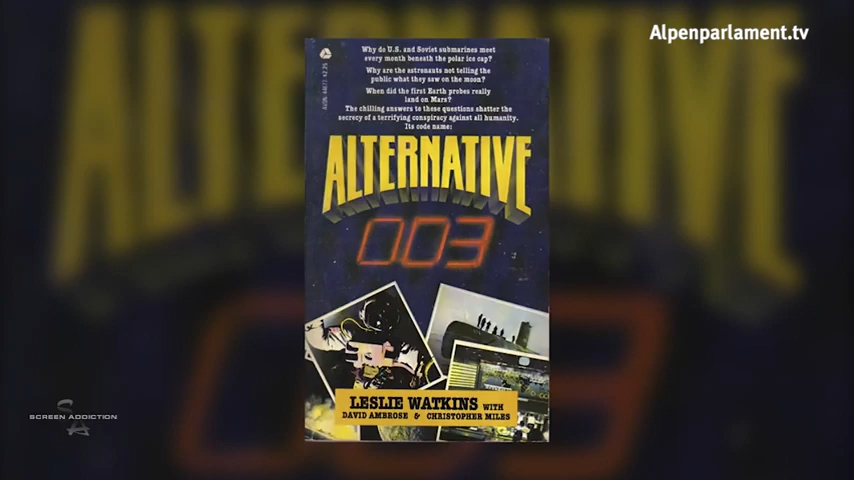 Alpenparlament.tv
Why do U.S. and Soviet submarines meet
every month beneath the polar ice cap?
Why are the astronauts not telling the
public what they saw on the moon?
When did the first Earth probes really
land on Mars?
The chilling answers to these questions shatter the
secrecy of a terrifying conspiracy against all humanity.
Its code name:
ALTERNATIVE
003
LESLIE WATKINS WITH
DAVID AMBROSE & CHRISTOPHER MILES
SCREEN ADDICTION